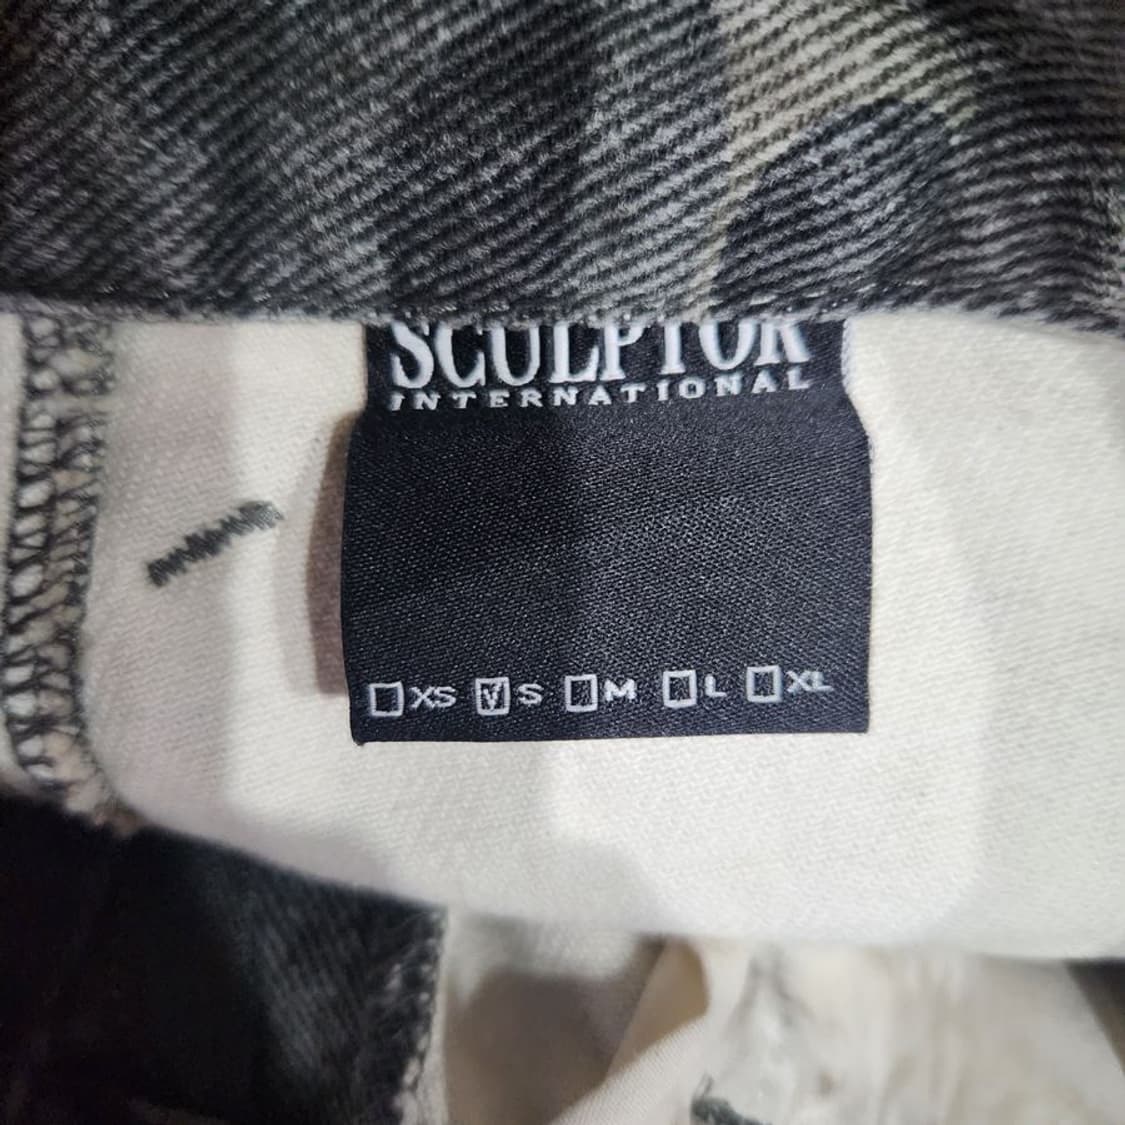 SCULPTOR
INTERNATIONAL
☐XS ☑S ☐M ☐L ☐XL